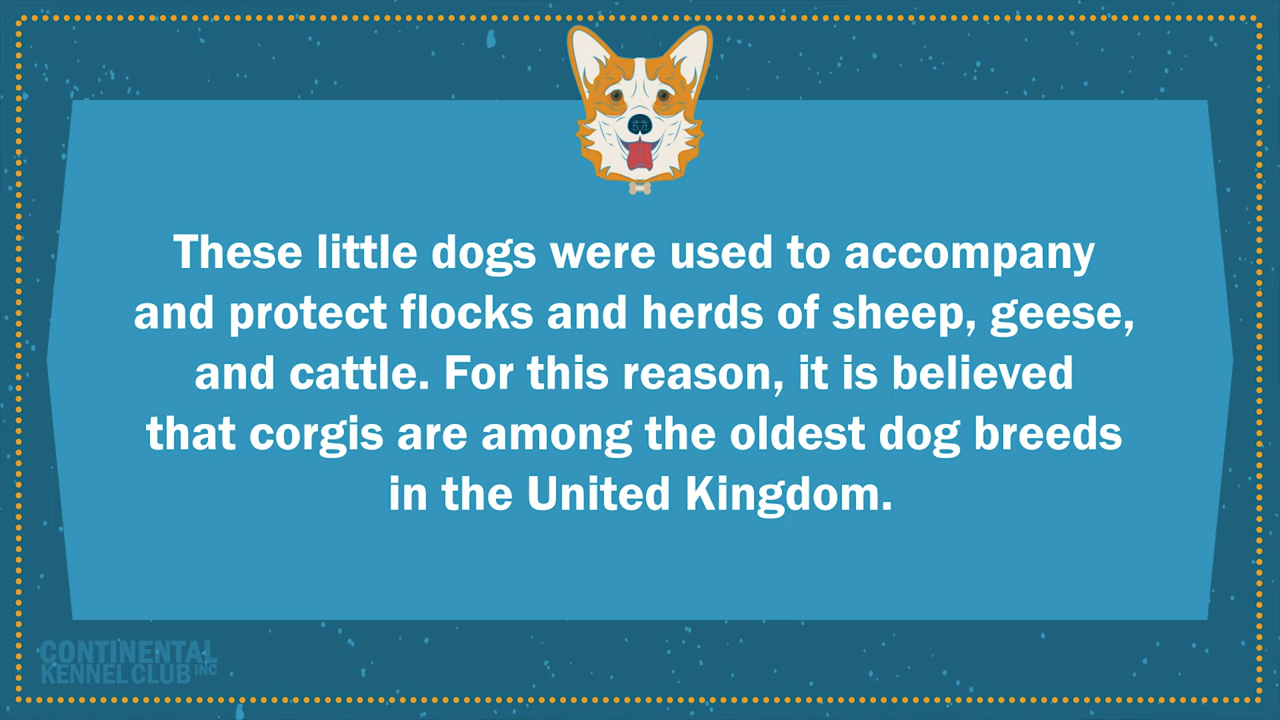 These little dogs were used to accompany
and protect flocks and herds of sheep, geese,
and cattle. For this reason, it is believed
that corgis are among the oldest dog breeds
in the United Kingdom.
CONTINENTAL
KENNEL CLUB INC